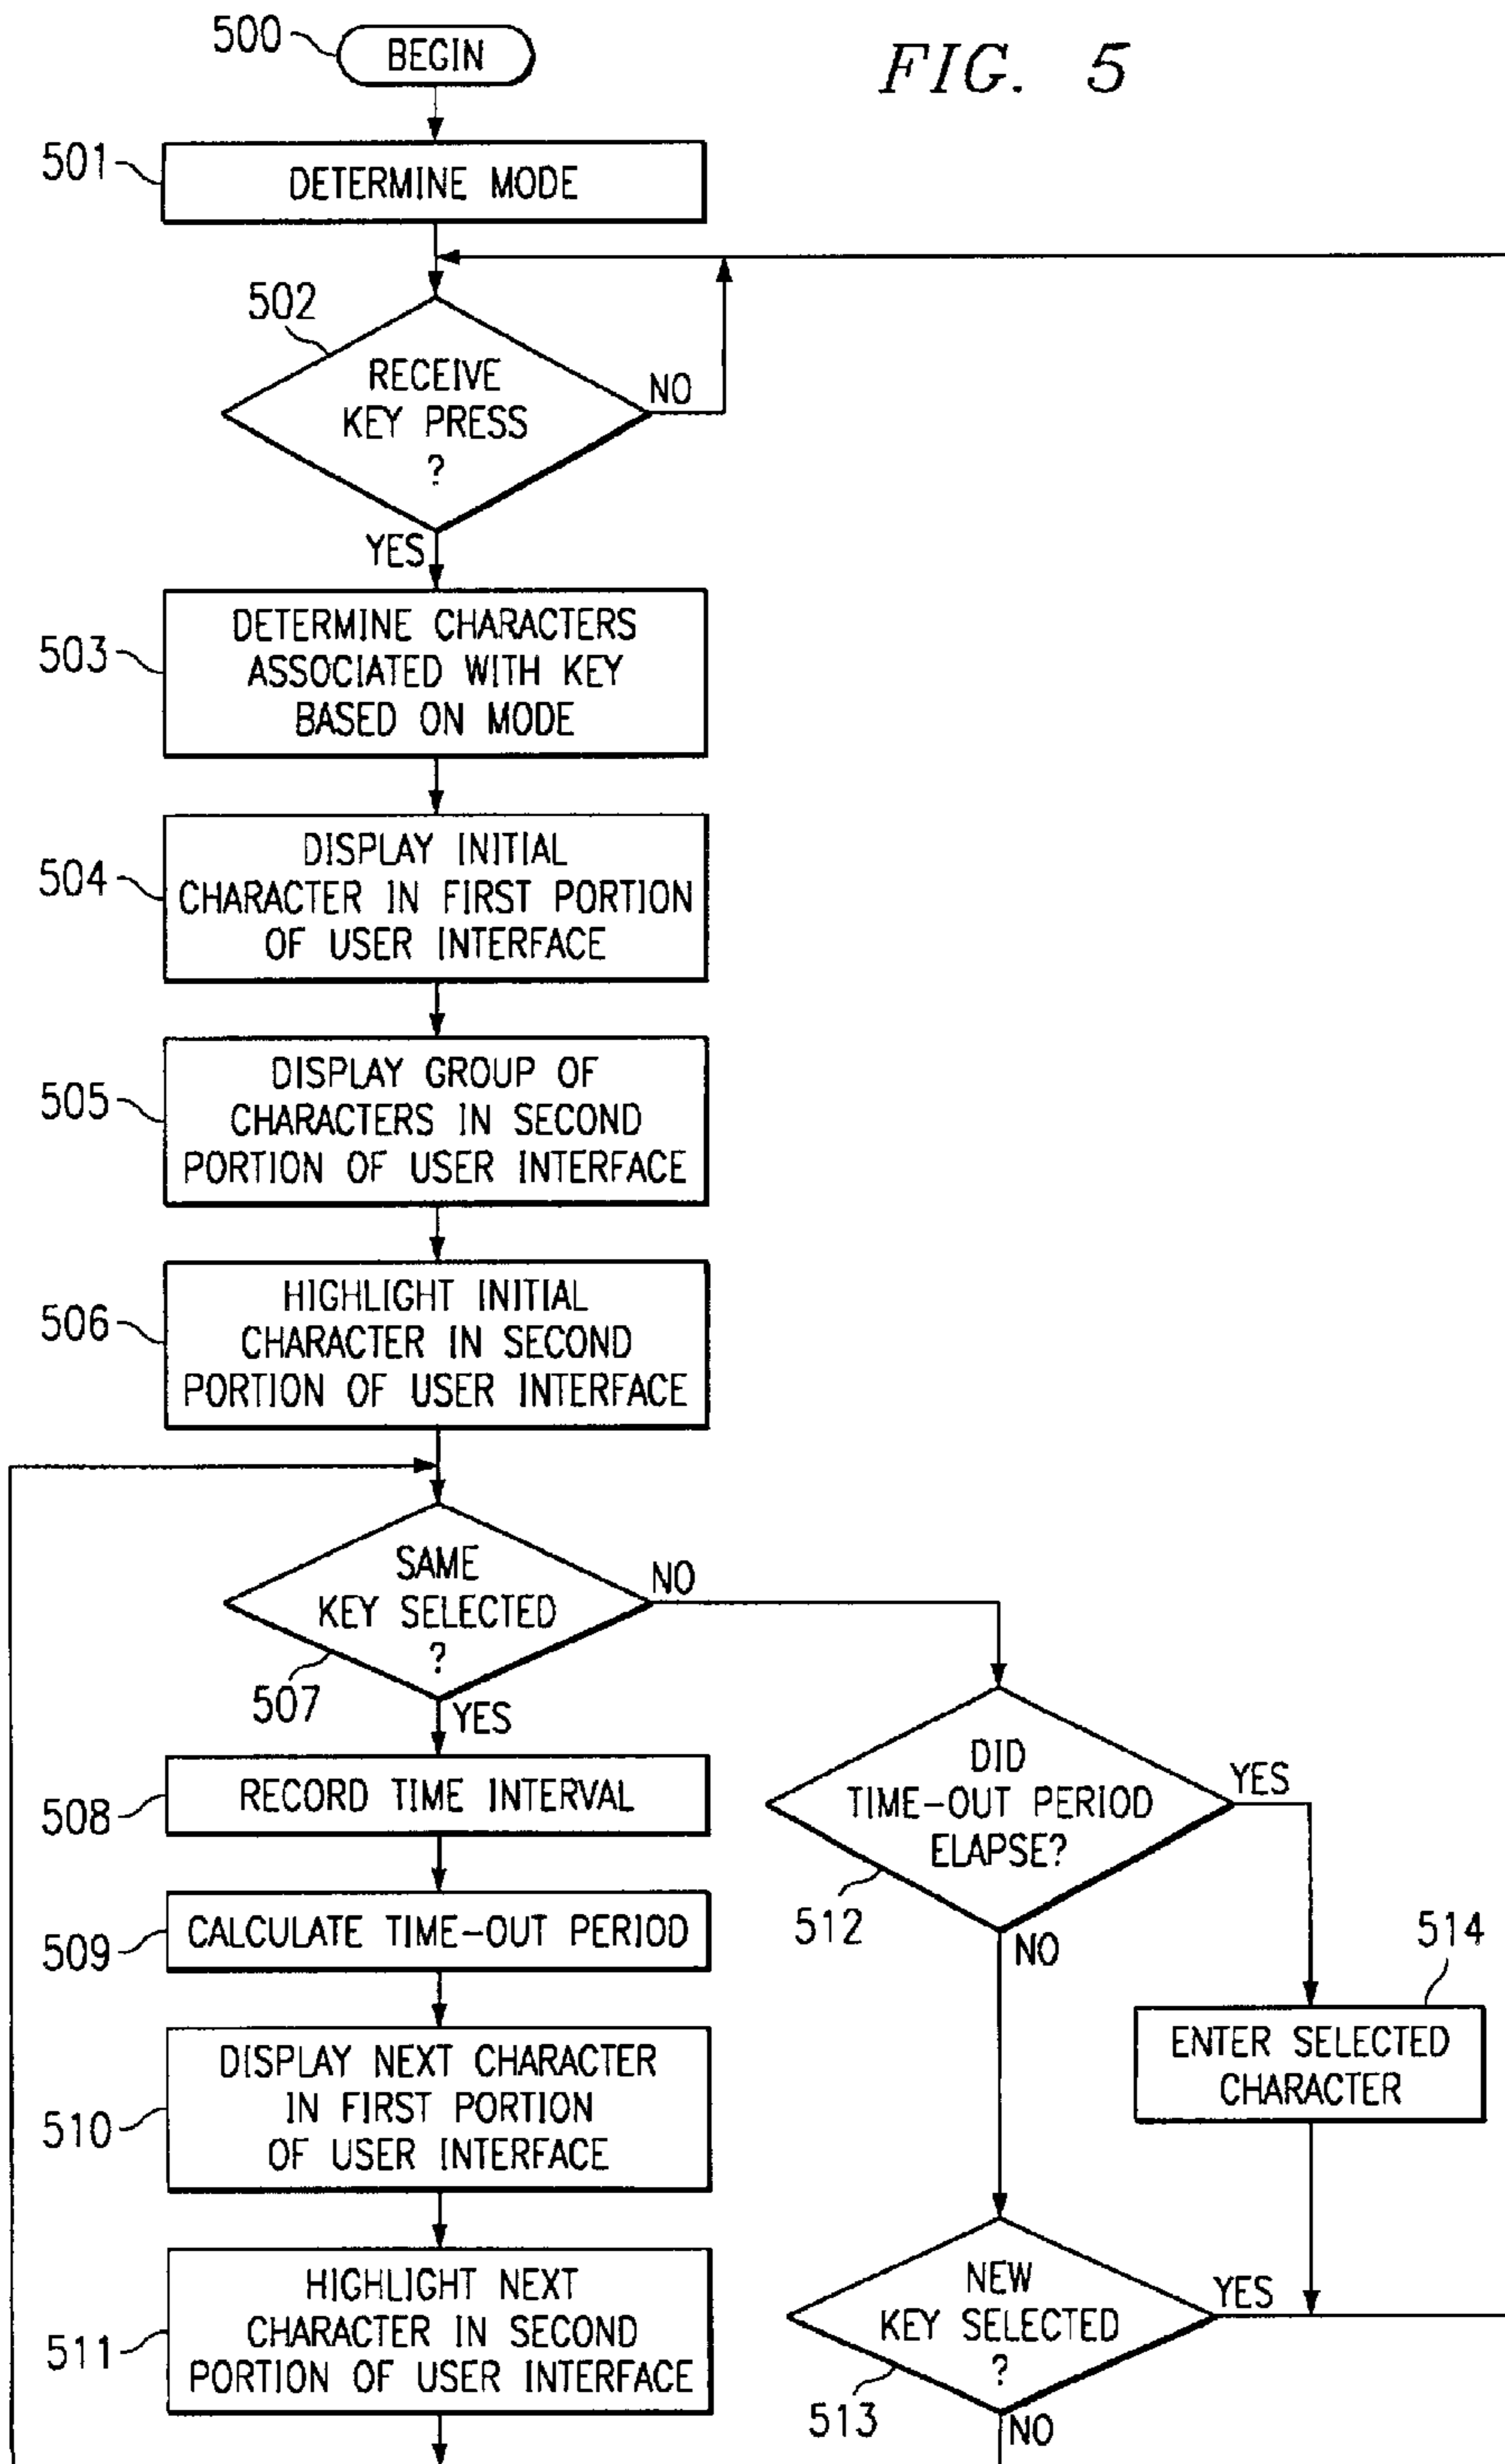 FIG. 5
500
BEGIN
501
DETERMINE MODE
502
RECEIVE
KEY PRESS
?
NO
YES
503
DETERMINE CHARACTERS
ASSOCIATED WITH KEY
BASED ON MODE
504
DISPLAY INITIAL
CHARACTER IN FIRST PORTION
OF USER INTERFACE
505
DISPLAY GROUP OF
CHARACTERS IN SECOND
PORTION OF USER INTERFACE
506
HIGHLIGHT INITIAL
CHARACTER IN SECOND
PORTION OF USER INTERFACE
SAME
KEY SELECTED
?
NO
507
YES
508
RECORD TIME INTERVAL
509
CALCULATE TIME-OUT PERIOD
510
DISPLAY NEXT CHARACTER
IN FIRST PORTION
OF USER INTERFACE
511
HIGHLIGHT NEXT
CHARACTER IN SECOND
PORTION OF USER INTERFACE
DID
TIME-OUT PERIOD
ELAPSE?
YES
512
NO
514
ENTER SELECTED
CHARACTER
NEW
KEY SELECTED
?
YES
513
NO